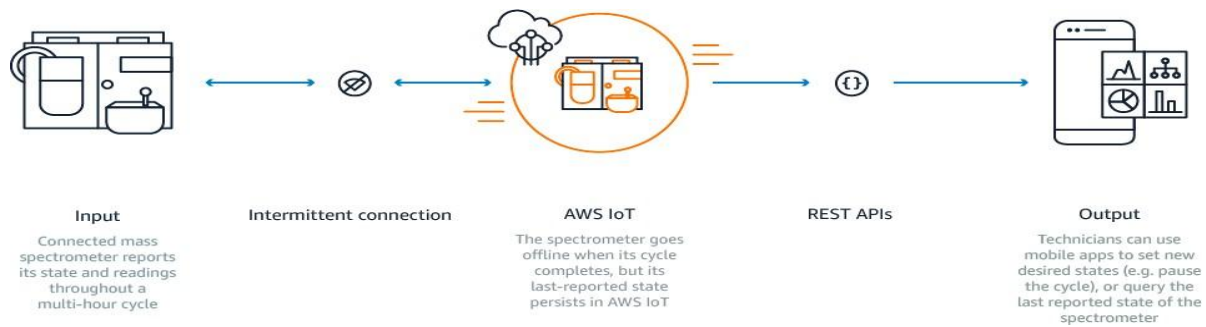 Input
Connected mass
spectrometer reports
its state and readings
throughout a
multi-hour cycle
Intermittent connection
AWS IoT
The spectrometer goes
offline when its cycle
completes, but its
last-reported state
persists in AWS IoT
{}
REST APIs
Output
Technicians can use
mobile apps to set new
desired states (e.g. pause
the cycle), or query the
last reported state of the
spectrometer